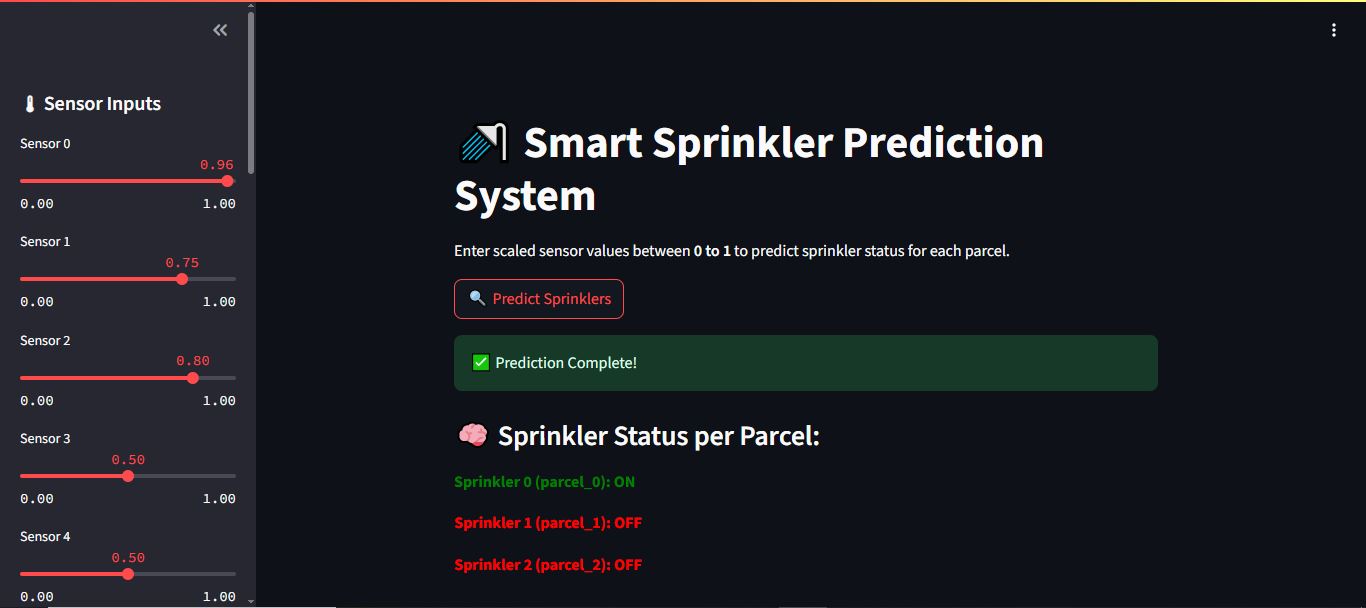 Sensor Inputs
Sensor 0
0.96
0.00 1.00
Sensor 1
0.75
0.00 1.00
Sensor 2
0.80
0.00 1.00
Sensor 3
0.50
0.00 1.00
Sensor 4
0.50
0.00 1.00
Smart Sprinkler Prediction
System
Enter scaled sensor values between 0 to 1 to predict sprinkler status for each parcel.
Predict Sprinklers
Prediction Complete!
Sprinkler Status per Parcel:
Sprinkler 0 (parcel_0): ON
Sprinkler 1 (parcel_1): OFF
Sprinkler 2 (parcel_2): OFF